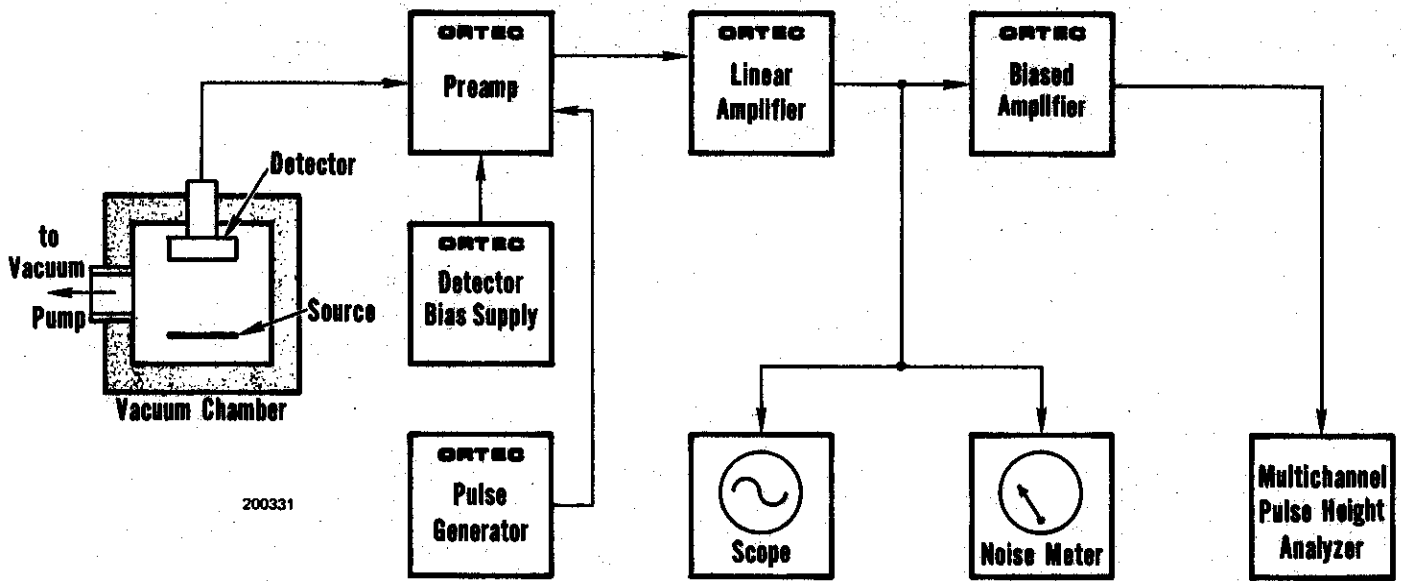 ORTEC
Preamp
ORTEC
Linear
Amplifier
ORTEC
Biased
Amplifier
Detector
to
Vacuum
Pump
Source
Vacuum Chamber
ORTEC
Detector
Bias Supply
ORTEC
Pulse
Generator
200331
Scope
Noise Meter
Multichannel
Pulse Height
Analyzer